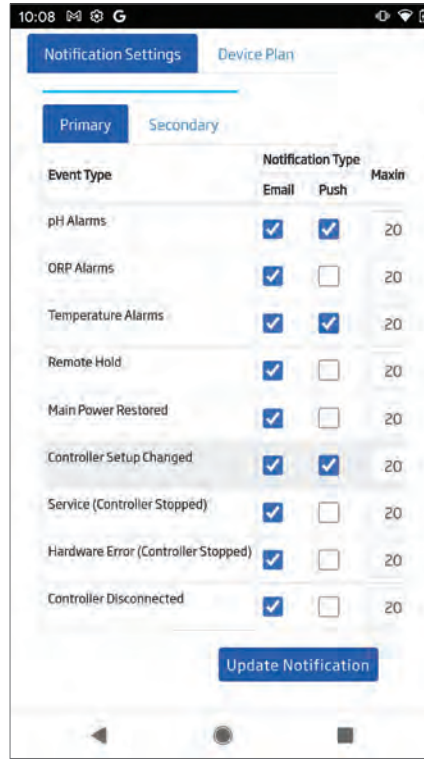 10:08 G
Notification Settings Device Plan
Primary Secondary
Event Type Notification Type Maxin
Email Push
pH Alarms 20
ORP Alarms 20
Temperature Alarms 20
Remote Hold 20
Main Power Restored 20
Controller Setup Changed 20
Service (Controller Stopped) 20
Hardware Error (Controller Stopped) 20
Controller Disconnected 20
Update Notification